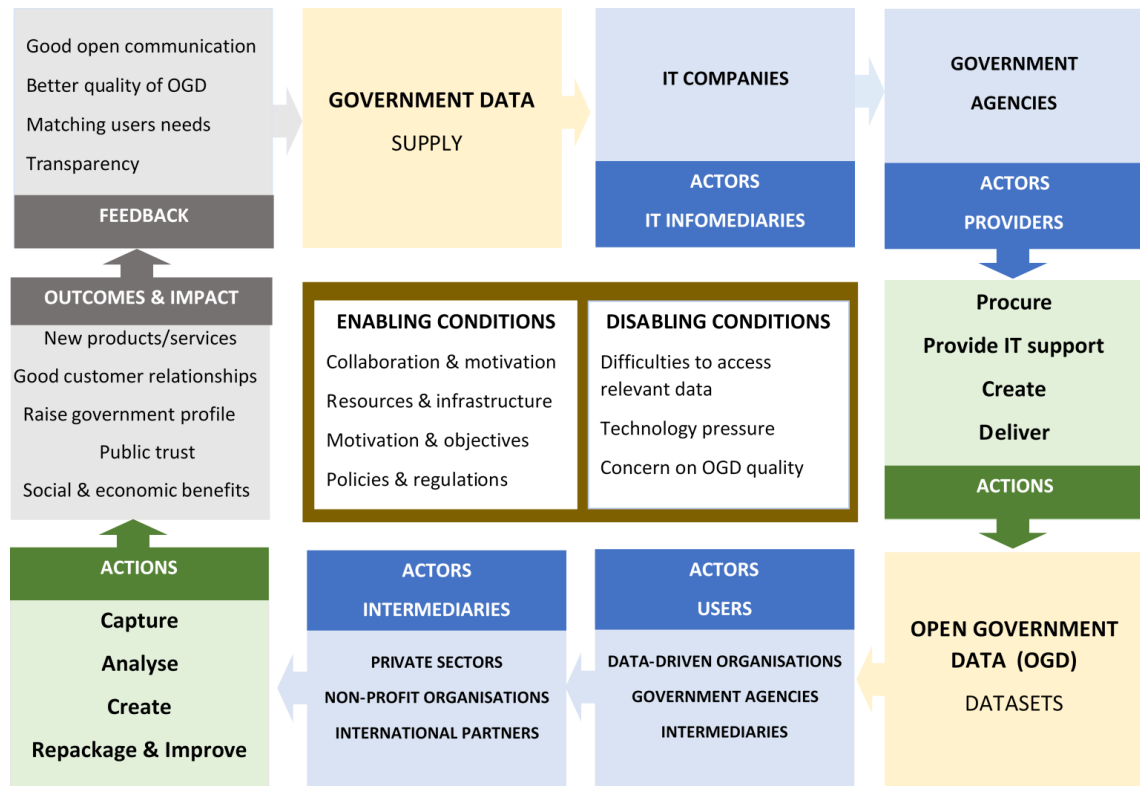 Good open communication
Better quality of OGD
Matching users needs
Transparency
FEEDBACK
GOVERNMENT DATA
SUPPLY
IT COMPANIES
ACTORS
IT INFOMEDIARIES
GOVERNMENT
AGENCIES
ACTORS
PROVIDERS
OUTCOMES & IMPACT
New products/services
Good customer relationships
Raise government profile
Public trust
Social & economic benefits
ENABLING CONDITIONS
Collaboration & motivation
Resources & infrastructure
Motivation & objectives
Policies & regulations
DISABLING CONDITIONS
Difficulties to access
relevant data
Technology pressure
Concern on OGD quality
Procure
Provide IT support
Create
Deliver
ACTIONS
ACTIONS
Capture
Analyse
Create
Repackage & Improve
ACTORS
INTERMEDIARIES
PRIVATE SECTORS
NON-PROFIT ORGANISATIONS
INTERNATIONAL PARTNERS
ACTORS
USERS
DATA-DRIVEN ORGANISATIONS
GOVERNMENT AGENCIES
INTERMEDIARIES
OPEN GOVERNMENT
DATA (OGD)
DATASETS